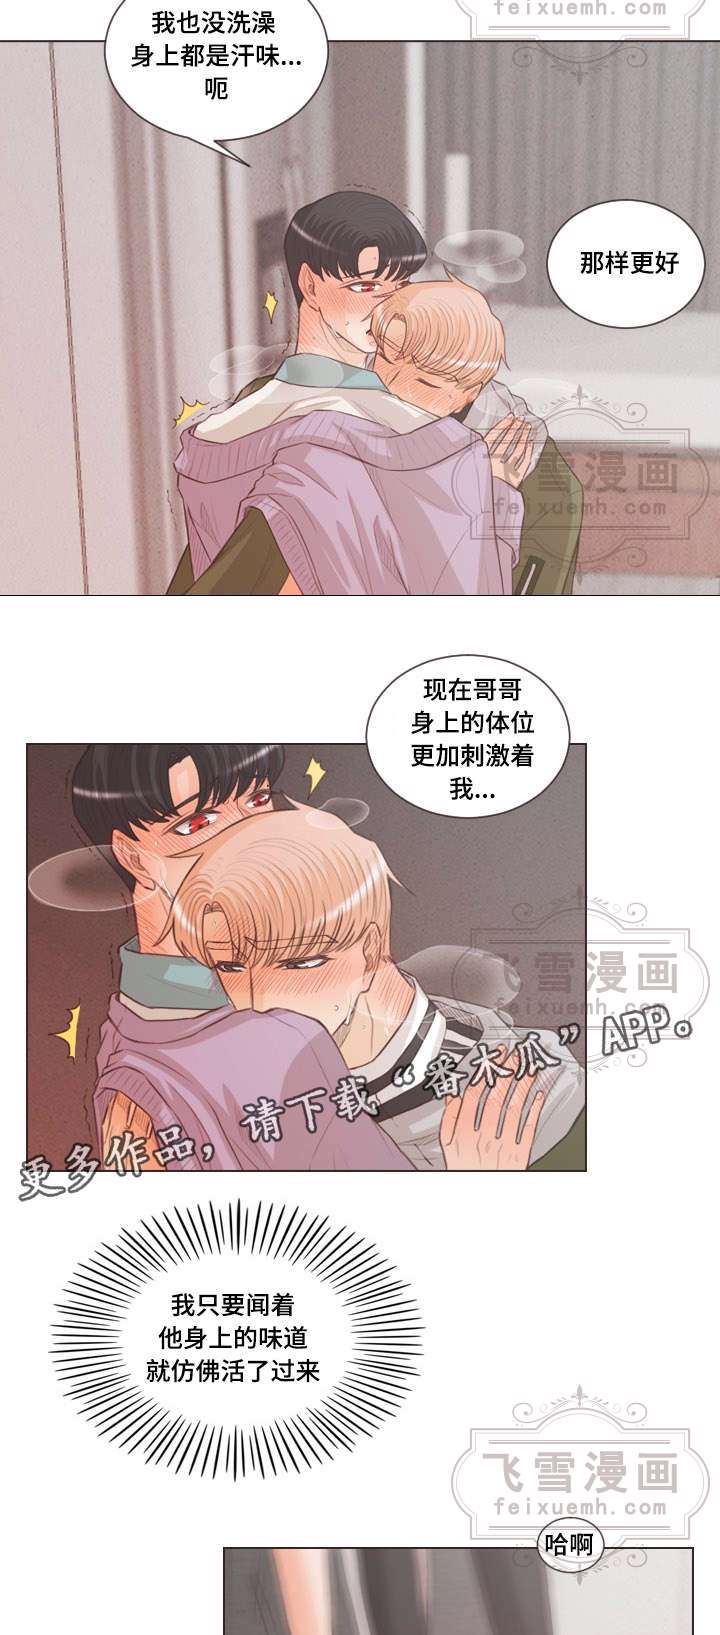 飞雪漫画
feixuemh.com
我也没洗澡
身上都是汗味...
呃
那样更好
飞雪漫画
feixuemh.com
现在哥哥
身上的体位
更加刺激着
我...
飞雪漫画
feixuemh.com
更多作品，请下载“番木瓜”APP。
我只要闻着
他身上的味道
就仿佛活了过来
飞雪漫画
feixuemh.com
哈啊